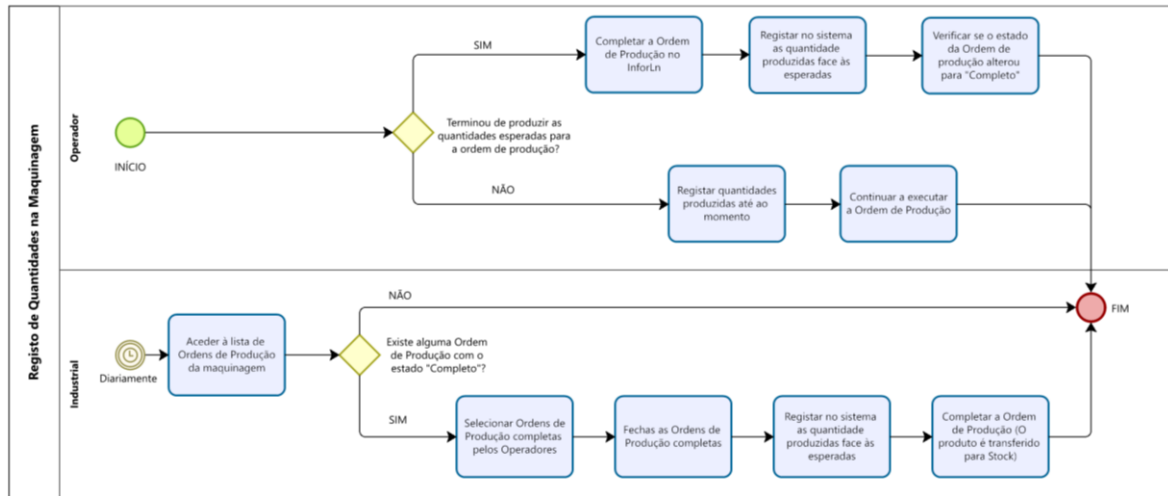 Registo de Quantidades na Maquinagem
Operador
INÍCIO
Terminou de produzir as
quantidades esperadas para
a ordem de produção?
SIM
Completar a Ordem
de Produção no
InforLn
Registar no sistema
as quantidade
produzidas face às
esperadas
Verificar se o estado
da Ordem de
produção alterou
para "Completo"
NÃO
Registar quantidades
produzidas até ao
momento
Continuar a executar
a Ordem de Produção
Industrial
Diariamente
Aceder à lista de
Ordens de Produção
da maquinagem
Existe alguma Ordem
de Produção com o
estado "Completo"?
NÃO
FIM
SIM
Selecionar Ordens de
Produção completas
pelos Operadores
Fechas as Ordens de
Produção completas
Registar no sistema
as quantidade
produzidas face às
esperadas
Completar a Ordem
de Produção (O
produto é transferido
para Stock)